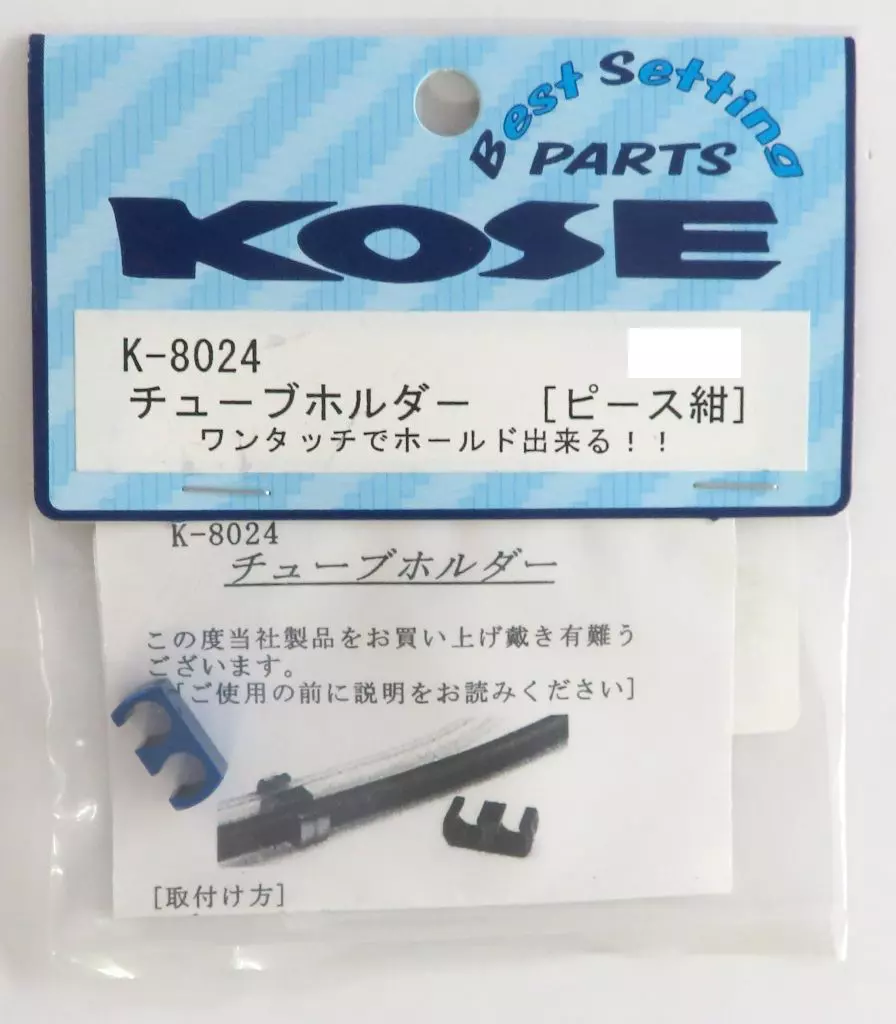 Best Setting
PARTS
KOSE
K-8024
チューブホルダー [ピース紺]
ワンタッチでホールド出来る!!
K-8024
チューブホルダー
この度当社製品をお買い上げ戴き有難う
ございます。
[ご使用の前に説明をお読みください]
[取付け方]